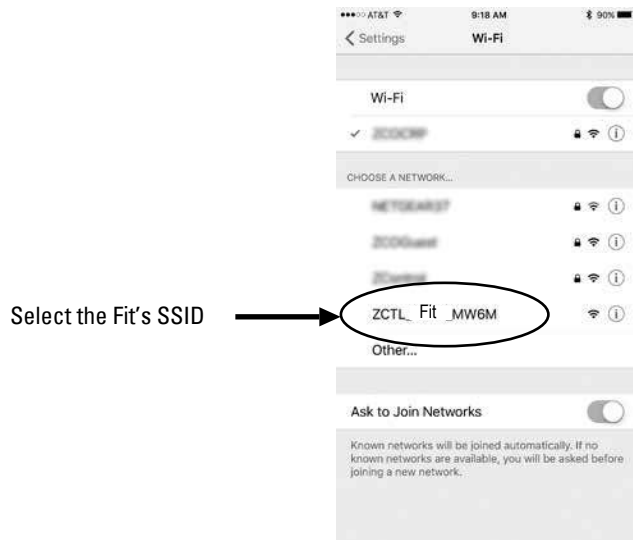 AT&T 9:18 AM 90%
Settings Wi-Fi
Wi-Fi
CHOOSE A NETWORK...
Select the Fit's SSID
ZCTL_ Fit _MW6M
Other...
Ask to Join Networks
Known networks will be joined automatically. If no
known networks are available, you will be asked before
joining a new network.